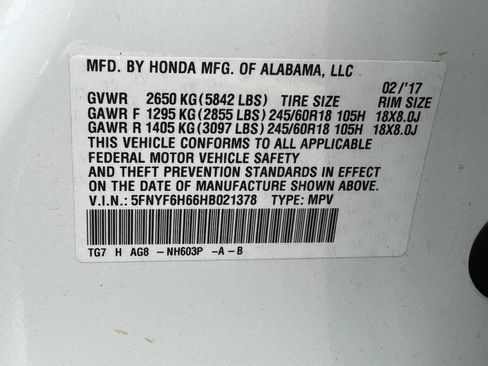 MFD. BY HONDA MFG. OF ALABAMA, LLC 02/'17
GVWR 2650 KG (5842 LBS) TIRE SIZE RIM SIZE
GAWR F 1295 KG (2855 LBS) 245/60R18 105H 18X8.0J
GAWR R 1405 KG (3097 LBS) 245/60R18 105H 18X8.0J
THIS VEHICLE CONFORMS TO ALL APPLICABLE
FEDERAL MOTOR VEHICLE SAFETY
AND THEFT PREVENTION STANDARDS IN EFFECT
ON THE DATE OF MANUFACTURE SHOWN ABOVE.
V.I.N.: 5FNYF6H66HB021378 TYPE: MPV
TG7 H AG8 -NH603P -A-B